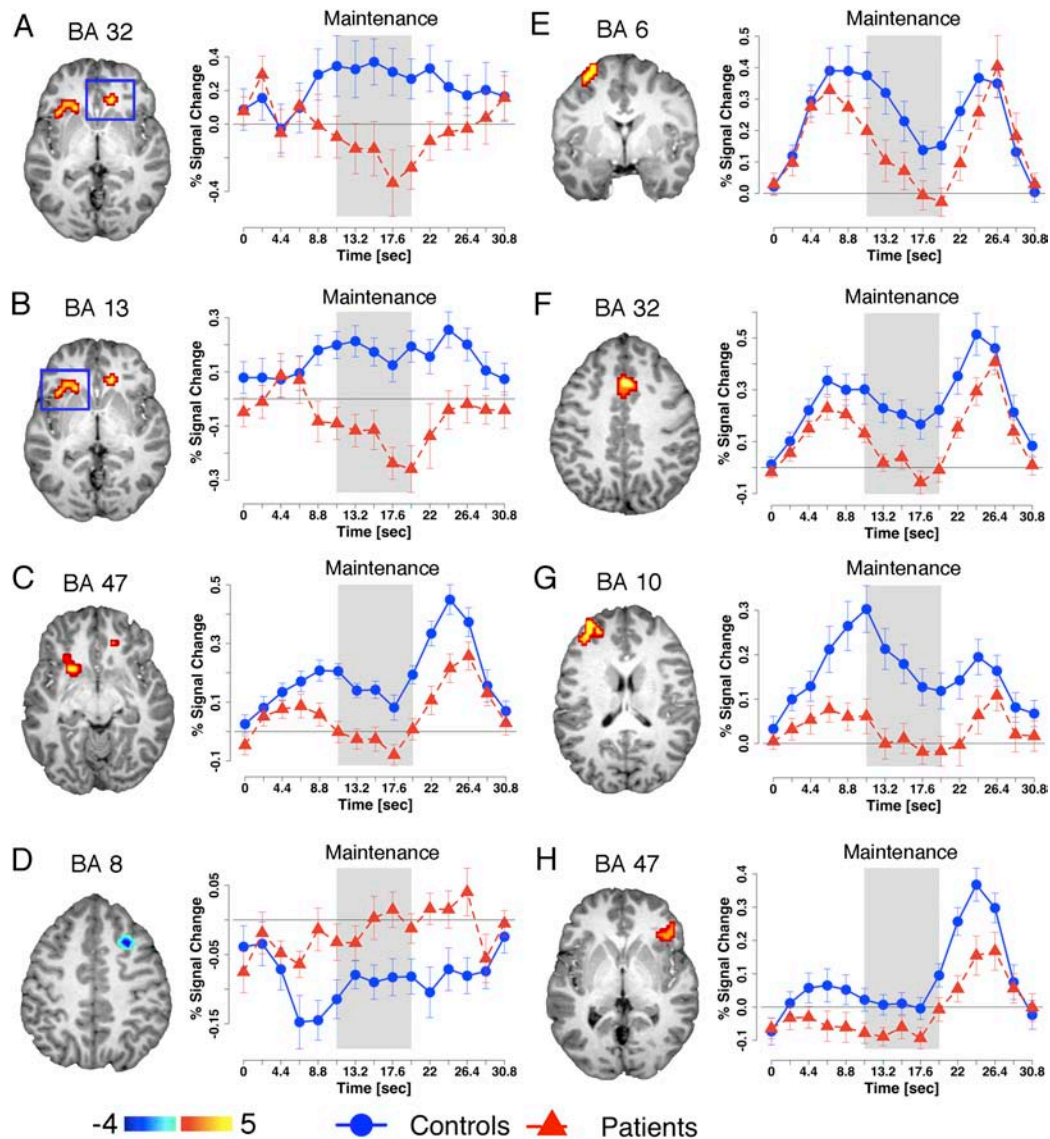 A
BA 32
Maintenance
% Signal Change
0.4
0.0
-0.4
0 4.4 8.8 13.2 17.6 22 26.4 30.8
Time [sec]
E
BA 6
Maintenance
% Signal Change
0.5
0.4
0.3
0.2
0.1
0.0
0 4.4 8.8 13.2 17.6 22 26.4 30.8
Time [sec]
B
BA 13
Maintenance
% Signal Change
0.3
0.1
-0.1
-0.3
0 4.4 8.8 13.2 17.6 22 26.4 30.8
Time [sec]
F
BA 32
Maintenance
% Signal Change
0.5
0.3
0.1
-0.1
0 4.4 8.8 13.2 17.6 22 26.4 30.8
Time [sec]
C
BA 47
Maintenance
% Signal Change
0.5
0.3
0.1
-0.1
0 4.4 8.8 13.2 17.6 22 26.4 30.8
Time [sec]
G
BA 10
Maintenance
% Signal Change
0.3
0.2
0.1
0.0
0 4.4 8.8 13.2 17.6 22 26.4 30.8
Time [sec]
D
BA 8
Maintenance
% Signal Change
0.05
-0.05
-0.15
0 4.4 8.8 13.2 17.6 22 26.4 30.8
Time [sec]
H
BA 47
Maintenance
% Signal Change
0.4
0.3
0.2
0.1
0.0
-0.1
0 4.4 8.8 13.2 17.6 22 26.4 30.8
Time [sec]
-4 5 Controls Patients